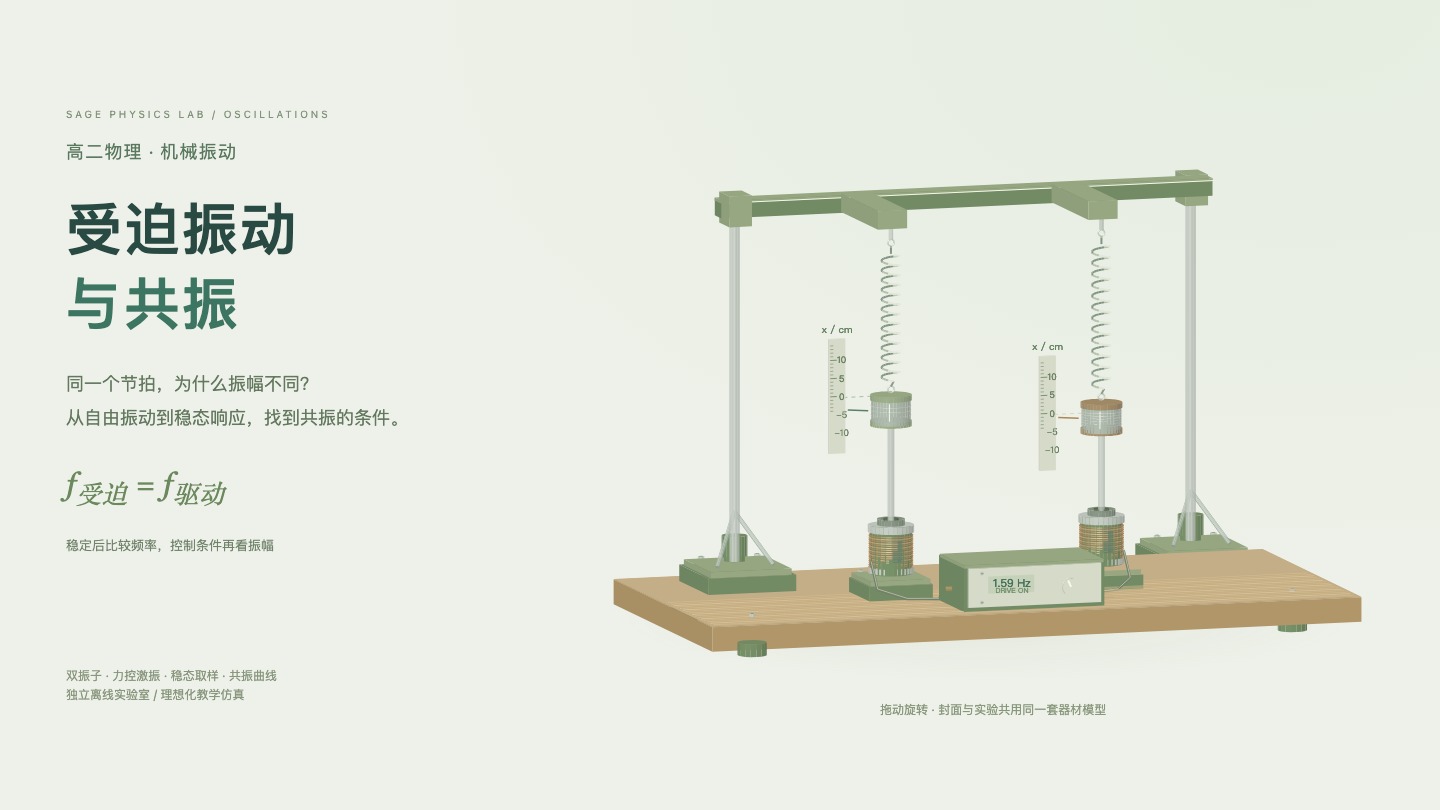 SAGE PHYSICS LAB / OSCILLATIONS
高二物理 · 机械振动
受迫振动
与共振
同一个节拍，为什么振幅不同？
从自由振动到稳态响应，找到共振的条件。
f受迫 = f驱动
稳定后比较频率，控制条件再看振幅
双振子 · 力控激振 · 稳态取样 · 共振曲线
独立离线实验室 / 理想化教学仿真
x / cm
10
5
0
−5
−10
x / cm
10
5
0
−5
−10
1.59 Hz
DRIVE ON
拖动旋转 · 封面与实验共用同一套器材模型